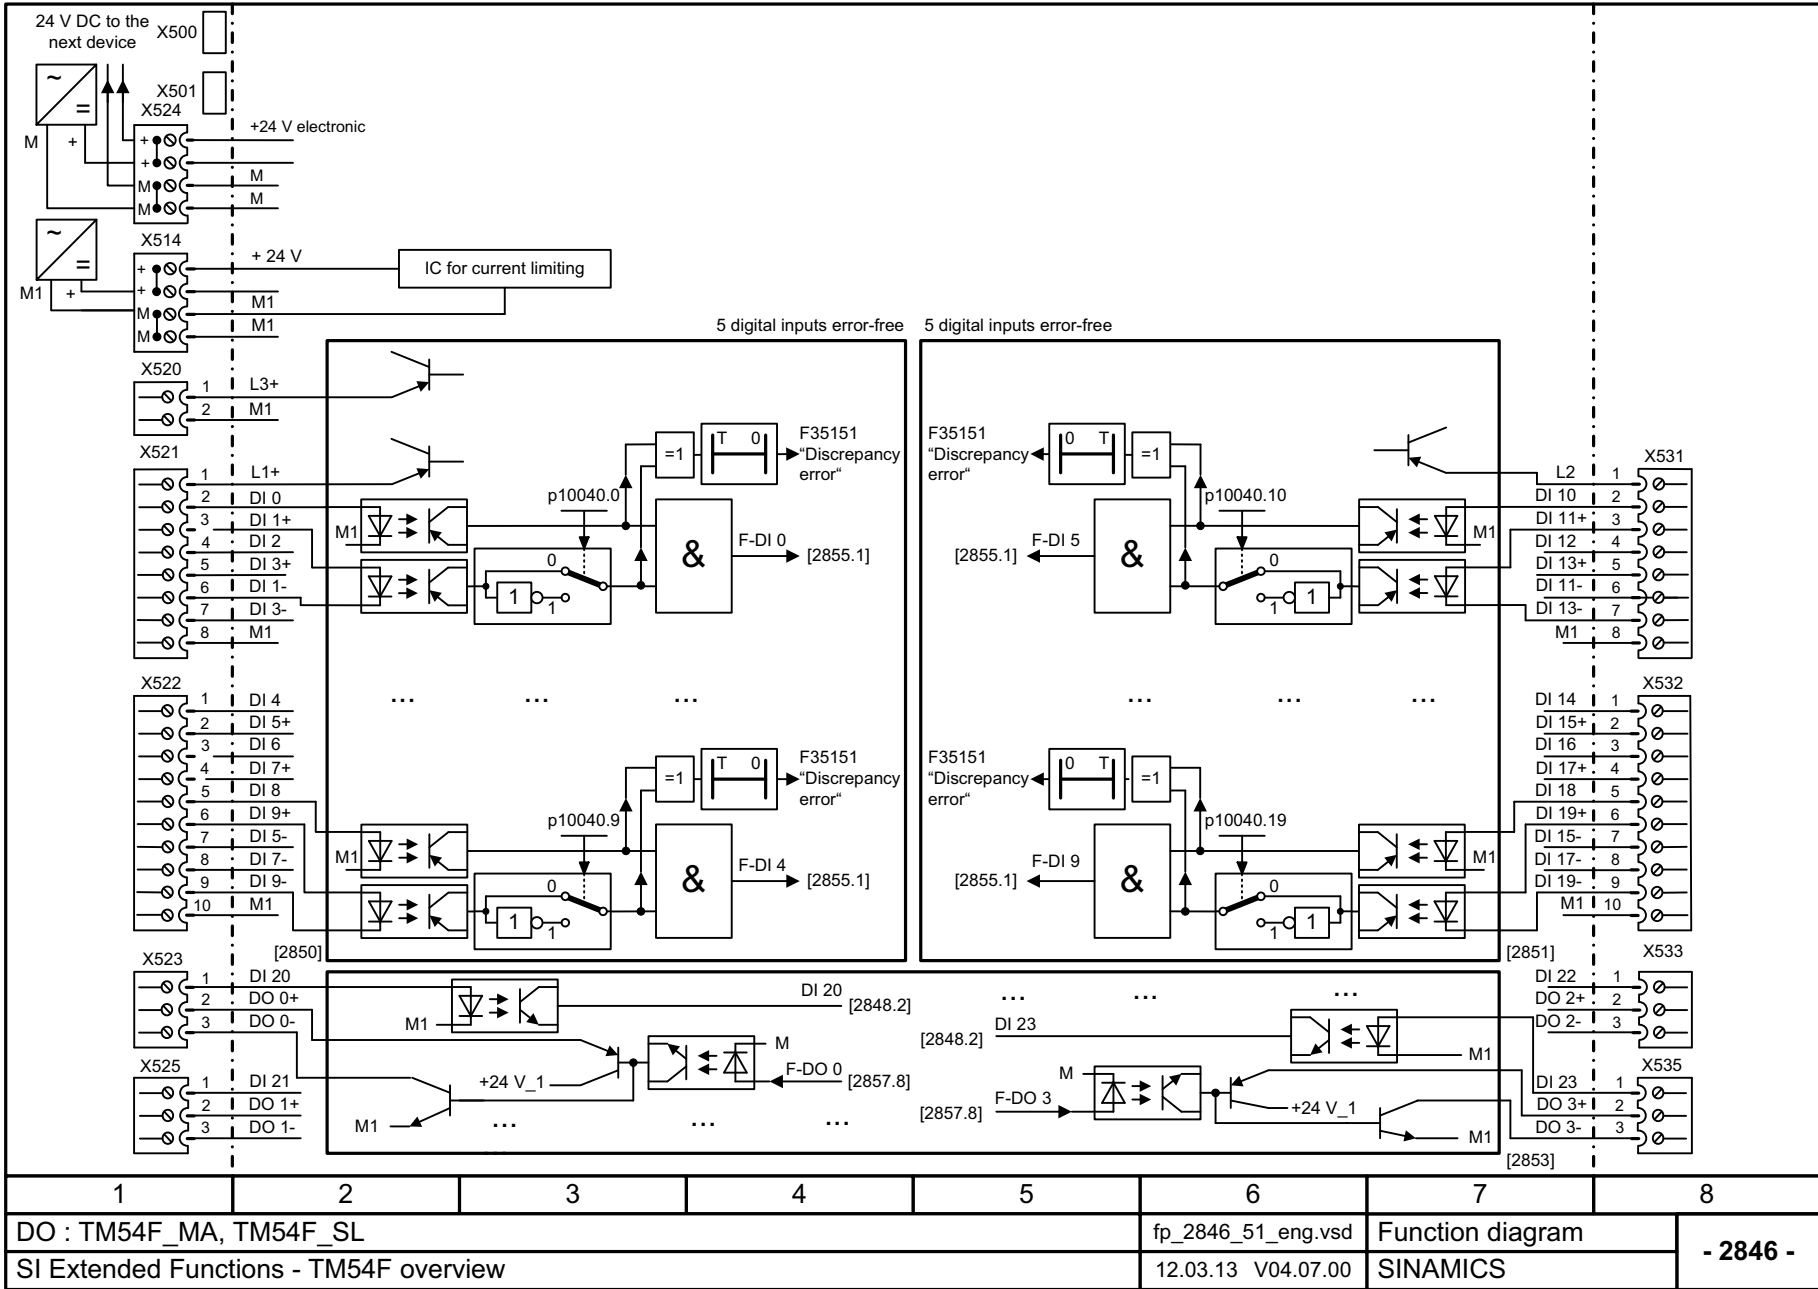 24 V DC to the
next device
X500
X501
~
=
M
+
X524
+
+
M
M
+24 V electronic
M
M
~
=
M1
+
X514
+
+
M
M
+ 24 V
IC for current limiting
M1
M1
X520
1 L3+
2 M1
X521
1 L1+
2 DI 0
3 DI 1+
4 DI 2
5 DI 3+
6 DI 1-
7 DI 3-
8 M1
X522
1 DI 4
2 DI 5+
3 DI 6
4 DI 7+
5 DI 8
6 DI 9+
7 DI 5-
8 DI 7-
9 DI 9-
10 M1
X523
1 DI 20
2 DO 0+
3 DO 0-
X525
1 DI 21
2 DO 1+
3 DO 1-
5 digital inputs error-free
M1
p10040.0
0
1
1
=1
T 0
F35151
“Discrepancy
error“
&
F-DI 0
[2855.1]
... ... ...
M1
p10040.9
0
1
1
=1
T 0
F35151
“Discrepancy
error“
&
F-DI 4
[2855.1]
[2850]
5 digital inputs error-free
F35151
“Discrepancy
error“
0 T
=1
p10040.10
0
1
1
M1
&
F-DI 5
[2855.1]
... ... ...
F35151
“Discrepancy
error“
0 T
=1
p10040.19
0
1
1
M1
&
F-DI 9
[2855.1]
[2851]
X531
L2 1
DI 10 2
DI 11+ 3
DI 12 4
DI 13+ 5
DI 11- 6
DI 13- 7
M1 8
X532
DI 14 1
DI 15+ 2
DI 16 3
DI 17+ 4
DI 18 5
DI 19+ 6
DI 15- 7
DI 17- 8
DI 19- 9
M1 10
X533
DI 22 1
DO 2+ 2
DO 2- 3
X535
DI 23 1
DO 3+ 2
DO 3- 3
M1
DI 20
[2848.2]
+24 V_1
M
F-DO 0
[2857.8]
M1
... ... ...
...
... ... ...
DI 23
[2848.2]
M1
M
F-DO 3
[2857.8]
+24 V_1
M1
[2853]
1 2 3 4 5 6 7 8
DO : TM54F_MA, TM54F_SL
fp_2846_51_eng.vsd
Function diagram
- 2846 -
SI Extended Functions - TM54F overview
12.03.13 V04.07.00
SINAMICS